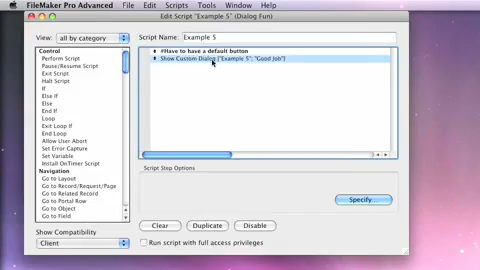 FileMaker Pro Advanced File Edit Scripts Tools Window Help
Edit Script "Example 5" (Dialog Fun)
View: all by category Script Name: Example 5
Control
Perform Script
Pause/Resume Script
Exit Script
Halt Script
If
Else If
Else
End If
Loop
Exit Loop If
End Loop
Allow User Abort
Set Error Capture
Set Variable
Install OnTimer Script
Navigation
Go to Layout
Go to Record/Request/Page
Go to Related Record
Go to Portal Row
Go to Object
Go to Field
#Have to have a default button
Show Custom Dialog ["Example 5"; "Good Job"]
Script Step Options
Specify...
Clear Duplicate Disable
Show Compatibility
Client
Run script with full access privileges